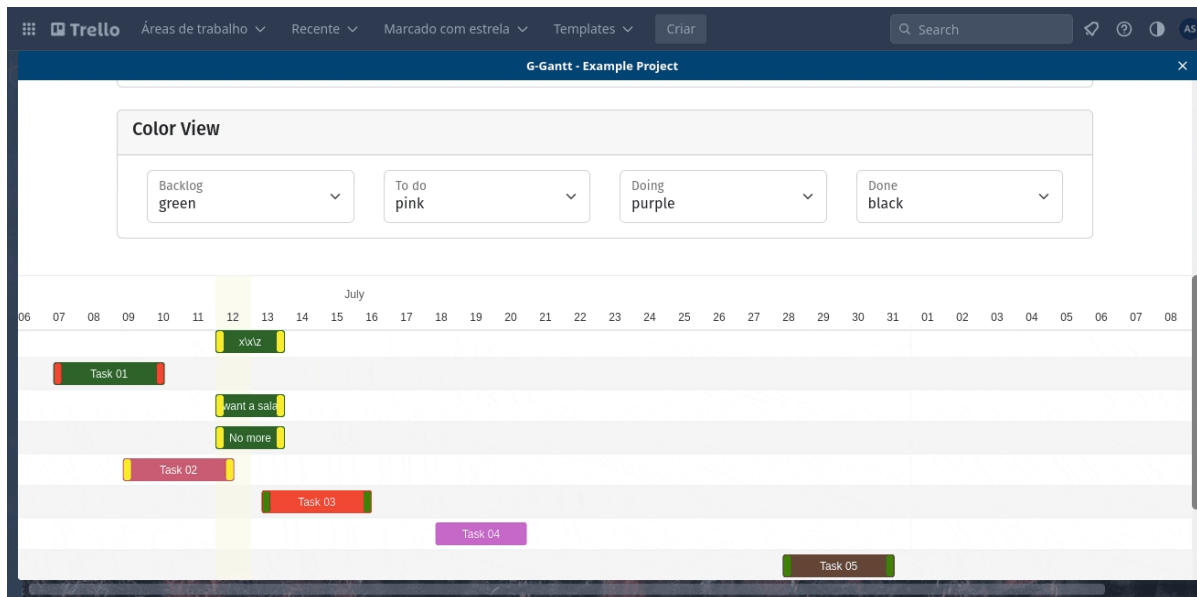 Trello Áreas de trabalho Recente Marcado com estrela Templates Criar Search AS
G-Gantt - Example Project
Color View
Backlog To do Doing Done
green pink purple black
July
06 07 08 09 10 11 12 13 14 15 16 17 18 19 20 21 22 23 24 25 26 27 28 29 30 31 01 02 03 04 05 06 07 08
x\x\z
Task 01
want a sala
No more
Task 02
Task 03
Task 04
Task 05